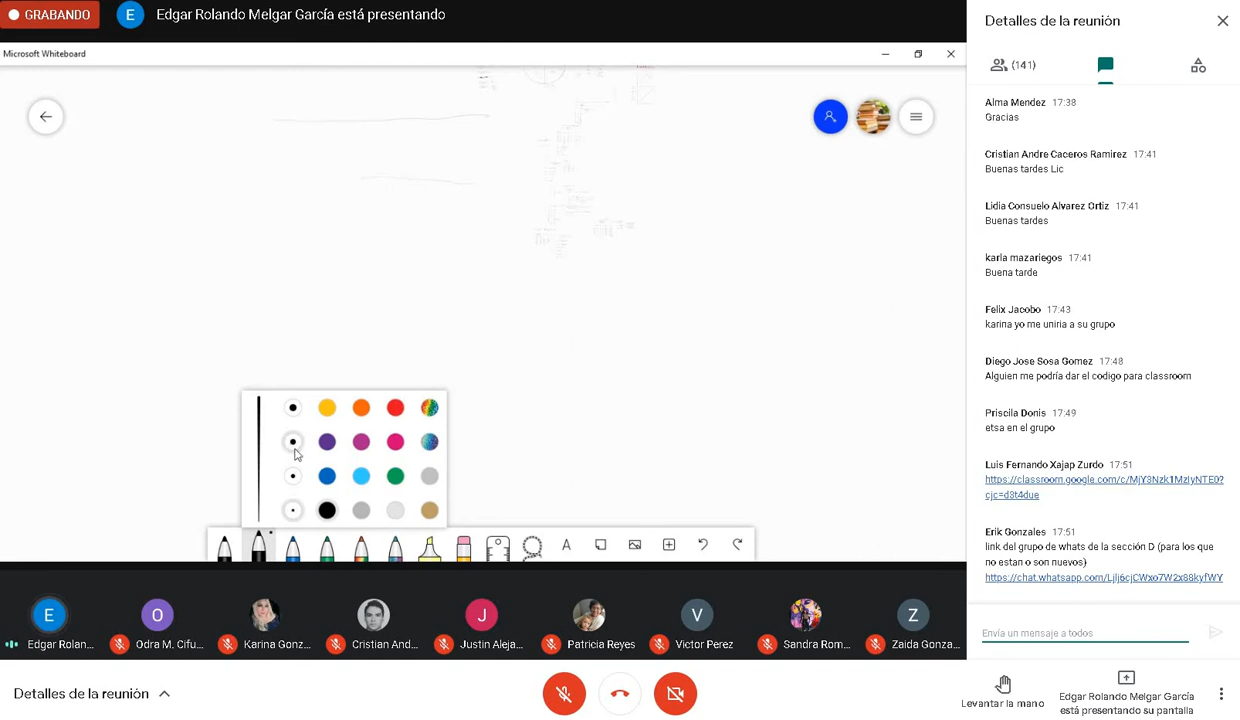 GRABANDO
E
Edgar Rolando Melgar García está presentando
Microsoft Whiteboard
A
E
Edgar Rolan...
O
Odra M. Cifu...
Karina Gonz...
Cristian And...
J
Justin Aleja...
Patricia Reyes
V
Victor Perez
Sandra Rom...
Z
Zaida Gonza...
Detalles de la reunión
Detalles de la reunión
(141)
Alma Mendez 17:38
Gracias
Cristian Andre Caceros Ramirez 17:41
Buenas tardes Lic
Lidia Consuelo Alvarez Ortiz 17:41
Buenas tardes
karla mazariegos 17:41
Buena tarde
Felix Jacobo 17:43
karina yo me uniria a su grupo
Diego Jose Sosa Gomez 17:48
Alguien me podría dar el codigo para classroom
Priscila Donis 17:49
etsa en el grupo
Luis Fernando Xajap Zurdo 17:51
https://classroom.google.com/c/MjY3Nzk1MzIyNTE0?
cjc=d3t4due
Erik Gonzales 17:51
link del grupo de whats de la sección D (para los que
no estan o son nuevos)
https://chat.whatsapp.com/Ljlj6cjCWxo7W2x88kyfWY
Envía un mensaje a todos
Levantar la mano
Edgar Rolando Melgar García
está presentando su pantalla